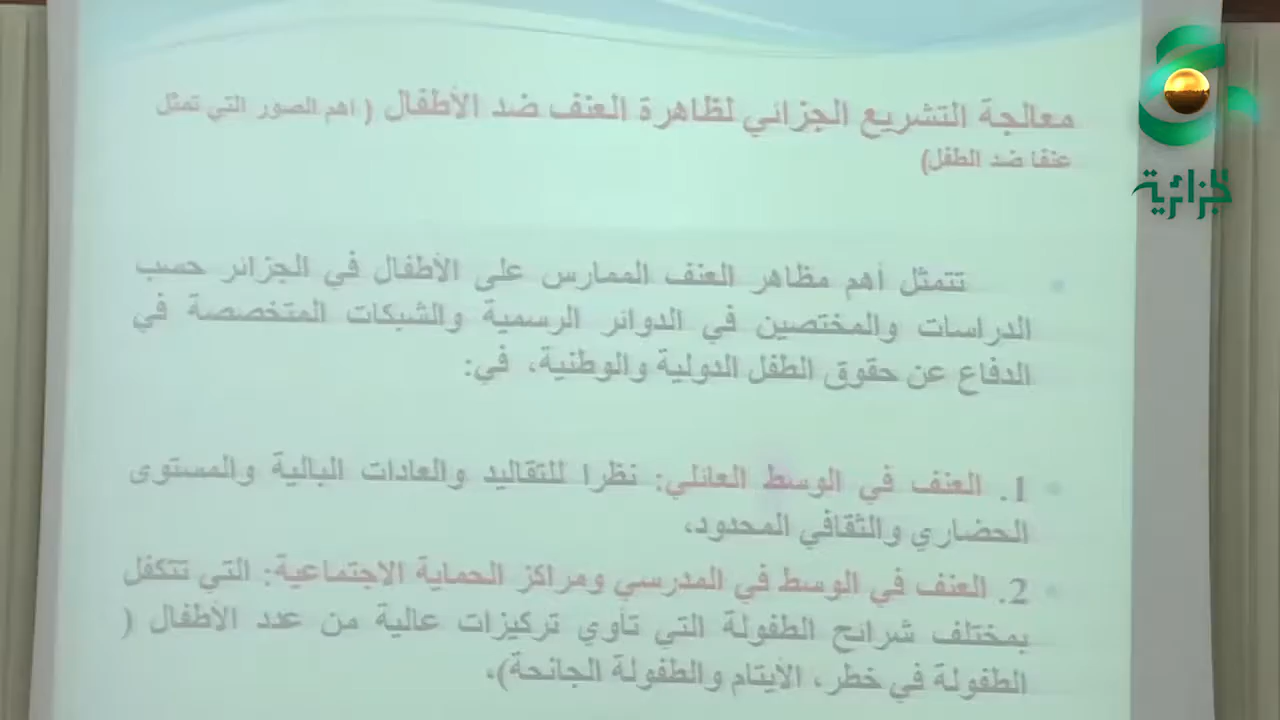 معالجة التشريع الجزائي لظاهرة العنف ضد الأطفال ( اهم الصور التي تمثل
عنفا ضد الطفل)
تتمثل أهم مظاهر العنف الممارس على الأطفال في الجزائر حسب
الدراسات والمختصين في الدوائر الرسمية والشبكات المتخصصة في
الدفاع عن حقوق الطفل الدولية والوطنية، في:
1. العنف في الوسط العائلي: نظرا للتقاليد والعادات البالية والمستوى
الحضاري والثقافي المحدود،
2. العنف في الوسط في المدرسي ومراكز الحماية الاجتماعية: التي تتكفل
بمختلف شرائح الطفولة التي تأوي تركيزات عالية من عدد الأطفال (
الطفولة في خطر، الأيتام والطفولة الجانحة)،
الجزائرية